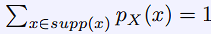 ∑_{x∈supp(x)} p_X(x) = 1